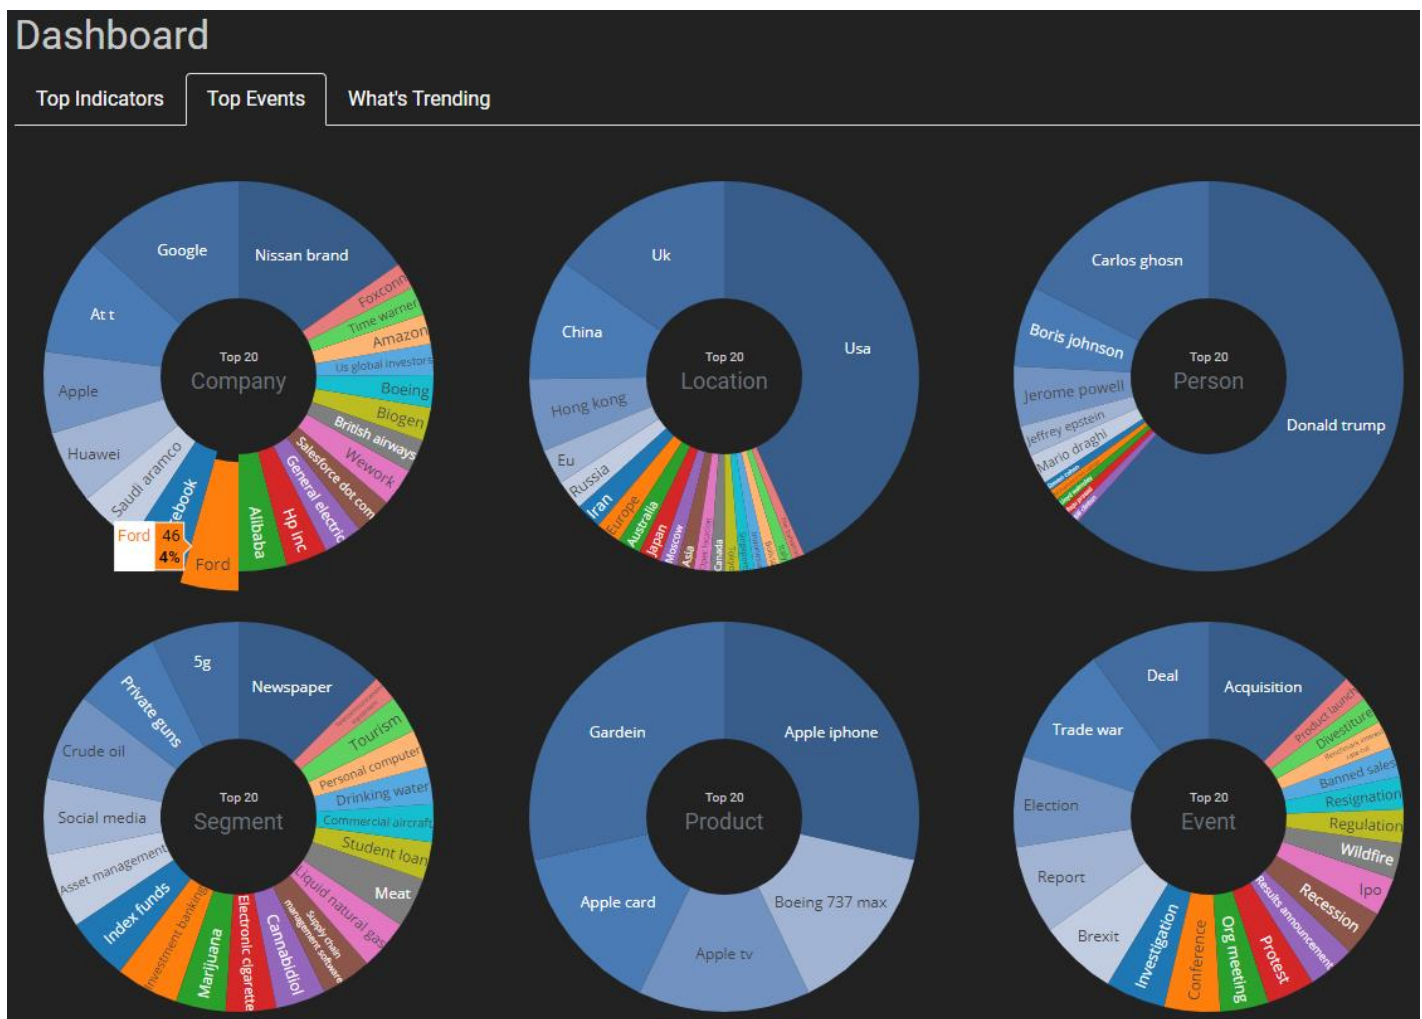 Dashboard
Top Indicators
Top Events
What's Trending
Google
Nissan brand
At t
Foxconn
Time warner
Amazon
Us global investors
Apple
Boeing
Biogen
British airways
Huawei
Wework
Saudi aramco
Salesforce dot com
General electric
ebook
Hp inc
Alibaba
Ford
Ford 46
4%
Top 20
Company
Uk
China
Usa
Hong kong
Eu
Russia
Iran
Europe
Australia
Japan
Moscow
Asia
Canada
Tokyo
Top 20
Location
Carlos ghosn
Boris johnson
Jerome powell
Jeffrey epstein
Mario draghi
Donald trump
Top 20
Person
5g
Newspaper
Private guns
Tourism
Crude oil
Personal computer
Drinking water
Social media
Commercial aircraft
Student loan
Asset management
Meat
Index funds
Liquid natural gas
Investment banking
Supply chain
management software
Marijuana
Electronic cigarette
Cannabidiol
Top 20
Segment
Gardein
Apple iphone
Apple card
Boeing 737 max
Apple tv
Top 20
Product
Deal
Acquisition
Trade war
Product launch
Divestiture
Benchmark interest
rate cut
Banned sales
Election
Resignation
Regulation
Wildfire
Report
Ipo
Recession
Brexit
Results announcement
Investigation
Conference
Org meeting
Protest
Top 20
Event